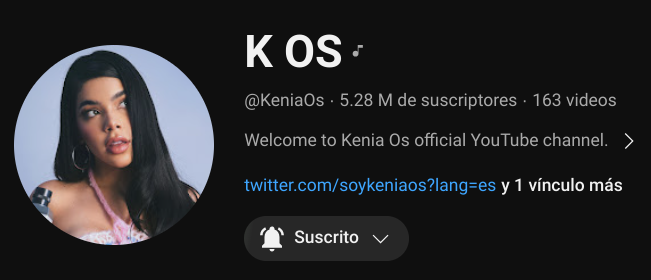 K OS
@KeniaOs · 5.28 M de suscriptores · 163 videos
Welcome to Kenia Os official YouTube channel.
twitter.com/soykeniaos?lang=es y 1 vínculo más
Suscrito